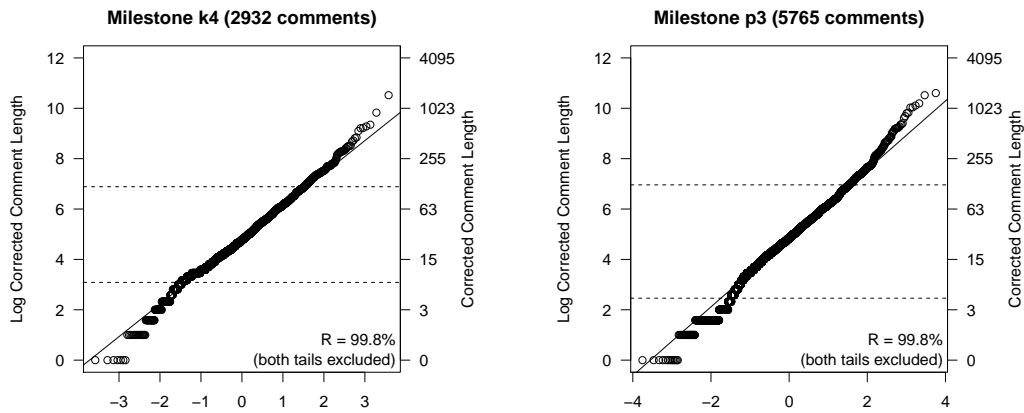 Milestone k4 (2932 comments)
12
10
8
6
4
2
0
Log Corrected Comment Length
4095
1023
255
63
15
3
0
Corrected Comment Length
R = 99.8%
(both tails excluded)
−3 −2 −1 0 1 2 3
Milestone p3 (5765 comments)
12
10
8
6
4
2
0
Log Corrected Comment Length
4095
1023
255
63
15
3
0
Corrected Comment Length
R = 99.8%
(both tails excluded)
−4 −2 0 2 4